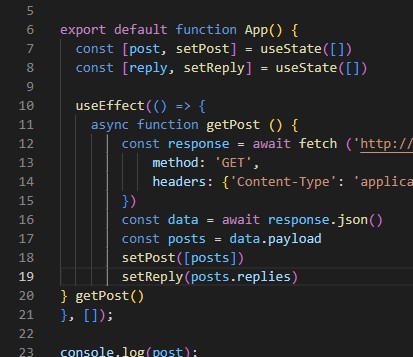 5
6 export default function App() {
7 const [post, setPost] = useState([])
8 const [reply, setReply] = useState([])
9
10 useEffect(() => {
11 async function getPost () {
12 const response = await fetch ('http://
13 method: 'GET',
14 headers: {'Content-Type': 'applica
15 })
16 const data = await response.json()
17 const posts = data.payload
18 setPost([posts])
19 setReply(posts.replies)
20 } getPost()
21 }, []);
22
23 console.log(post);